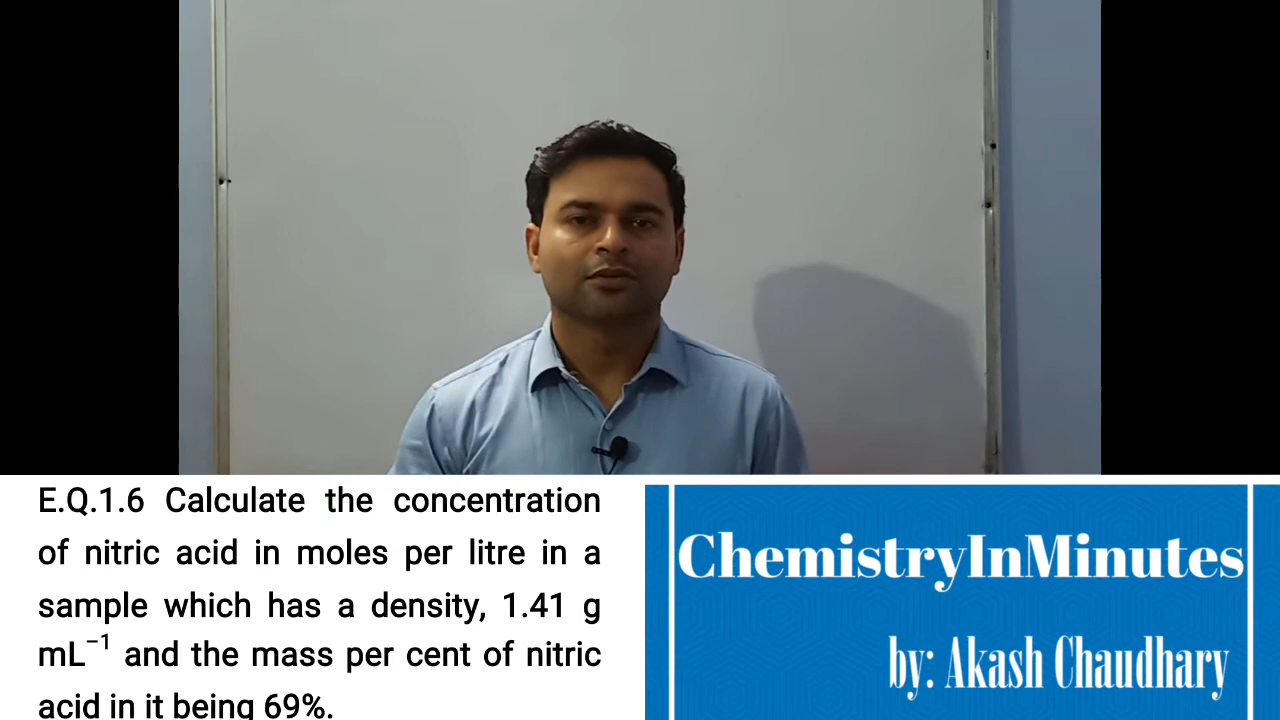 E.Q.1.6 Calculate the concentration
of nitric acid in moles per litre in a
sample which has a density, 1.41 g
mL⁻¹ and the mass per cent of nitric
acid in it being 69%.
ChemistryInMinutes
by: Akash Chaudhary